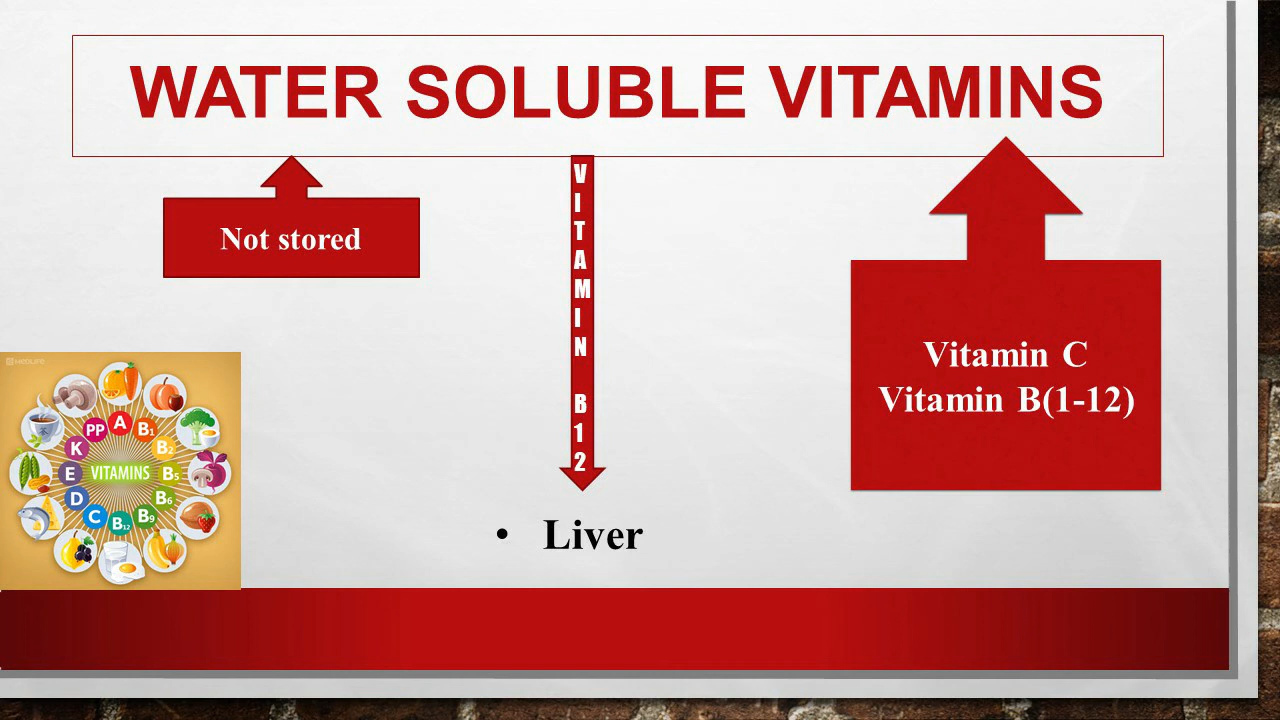 WATER SOLUBLE VITAMINS
Not stored
VITAMIN B12
Vitamin C
Vitamin B(1-12)
• Liver
MEDLIFE
VITAMINS
A
B1
B2
B5
B6
B9
B12
C
D
E
K
PP